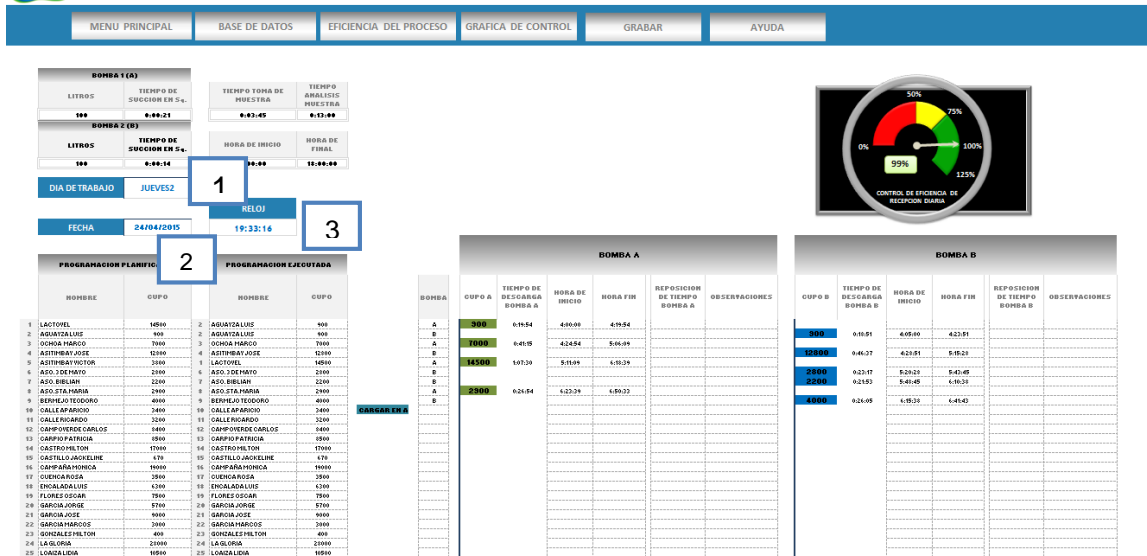 MENU PRINCIPAL BASE DE DATOS EFICIENCIA DEL PROCESO GRAFICA DE CONTROL GRABAR AYUDA
BOMBA 1 (A)
LITROS TIEMPO DE SUCCION EN Sg. TIEMPO TOMA DE MUESTRA TIEMPO ANALISIS MUESTRA
100 0:00:21 0:03:45 0:13:00
BOMBA 2 (B)
LITROS TIEMPO DE SUCCION EN Sg. HORA DE INICIO HORA DE FINAL
100 0:00:14 :00:00 18:00:00
DIA DE TRABAJO JUEVES2 1
RELOJ
FECHA 24/04/2015 19:33:16 3
2
0% 50% 75% 100% 125%
99%
CONTROL DE EFICIENCIA DE
RECEPCION DIARIA
PROGRAMACION PLANIFIC PROGRAMACION EJECUTADA BOMBA A BOMBA B
NOMBRE CUPO NOMBRE CUPO BOMBA CUPO A TIEMPO DE DESCARGA BOMBA A HORA DE INICIO HORA FIN REPOSICION DE TIEMPO BOMBA A OBSERVACIONES CUPO B TIEMPO DE DESCARGA BOMBA B HORA DE INICIO HORA FIN REPOSICION DE TIEMPO BOMBA B OBSERVACIONES
1 LACTOVEL 14500 2 AGUAYZA LUIS 900 A 900 0:19:54 4:00:00 4:19:54
2 AGUAYZA LUIS 900 2 AGUAYZA LUIS 900 B 900 0:18:51 4:05:00 4:23:51
3 OCHOA MARCO 7000 3 OCHOA MARCO 7000 A 7000 0:41:15 4:24:54 5:06:09
4 ASITIMBAY JOSE 12800 4 ASITIMBAY JOSE 12800 B 12800 0:46:37 4:28:51 5:15:28
5 ASITIMBAY VICTOR 3800 1 LACTOVEL 14500 A 14500 1:07:30 5:11:09 6:18:39
6 ASO. 3 DE MAYO 2800 6 ASO. 3 DE MAYO 2800 B 2800 0:23:17 5:20:28 5:43:45
7 ASO. BIBLIAN 2200 7 ASO. BIBLIAN 2200 B 2200 0:21:53 5:48:45 6:10:38
8 ASO. STA. MARIA 2900 8 ASO. STA. MARIA 2900 A 2900 0:26:54 6:23:39 6:50:33
9 BERMEJO TEODORO 4000 9 BERMEJO TEODORO 4000 B 4000 0:26:05 6:15:38 6:41:43
10 CALLE APARICIO 3400 10 CALLE APARICIO 3400 CARGAR EN A
11 CALLE RICARDO 3200 11 CALLE RICARDO 3200
12 CAMPOVERDE CARLOS 8400 12 CAMPOVERDE CARLOS 8400
13 CARPIO PATRICIA 8500 13 CARPIO PATRICIA 8500
14 CASTRO MILTON 17000 14 CASTRO MILTON 17000
15 CASTILLO JACKELINE 670 15 CASTILLO JACKELINE 670
16 CAMPAÑA MONICA 19000 16 CAMPAÑA MONICA 19000
17 CUENCA ROSA 3500 17 CUENCA ROSA 3500
18 ENCALADA LUIS 6300 18 ENCALADA LUIS 6300
19 FLORES OSCAR 7500 19 FLORES OSCAR 7500
20 GARCIA JORGE 5700 20 GARCIA JORGE 5700
21 GARCIA JOSE 9000 21 GARCIA JOSE 9000
22 GARCIA MARCOS 3000 22 GARCIA MARCOS 3000
23 GONZALES MILTON 400 23 GONZALES MILTON 400
24 LA GLORIA 28000 24 LA GLORIA 28000
25 LOAIZA LIDIA 10500 25 LOAIZA LIDIA 10500